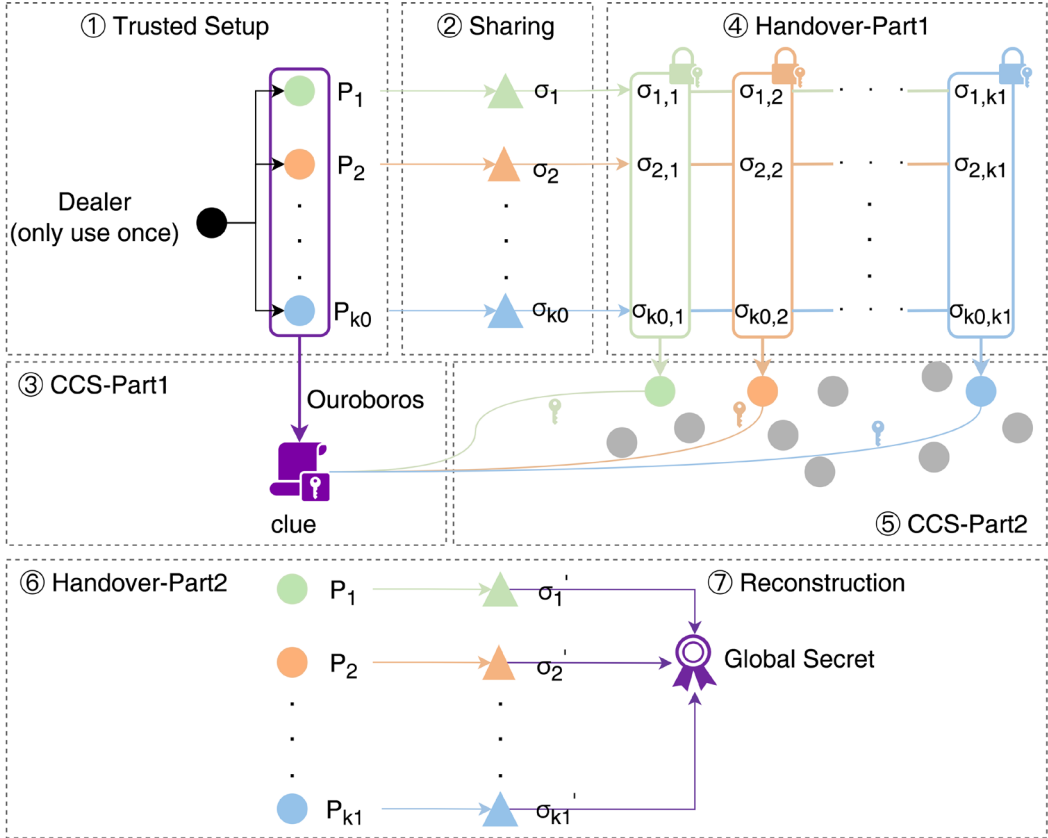 ① Trusted Setup
Dealer
(only use once)
P1
P2
Pk0
② Sharing
σ1
σ2
σk0
④ Handover-Part1
σ1,1 σ1,2 σ1,k1
σ2,1 σ2,2 σ2,k1
σk0,1 σk0,2 σk0,k1
③ CCS-Part1
Ouroboros
clue
⑤ CCS-Part2
⑥ Handover-Part2
P1 σ1'
P2 σ2'
Pk1 σk1'
⑦ Reconstruction
Global Secret